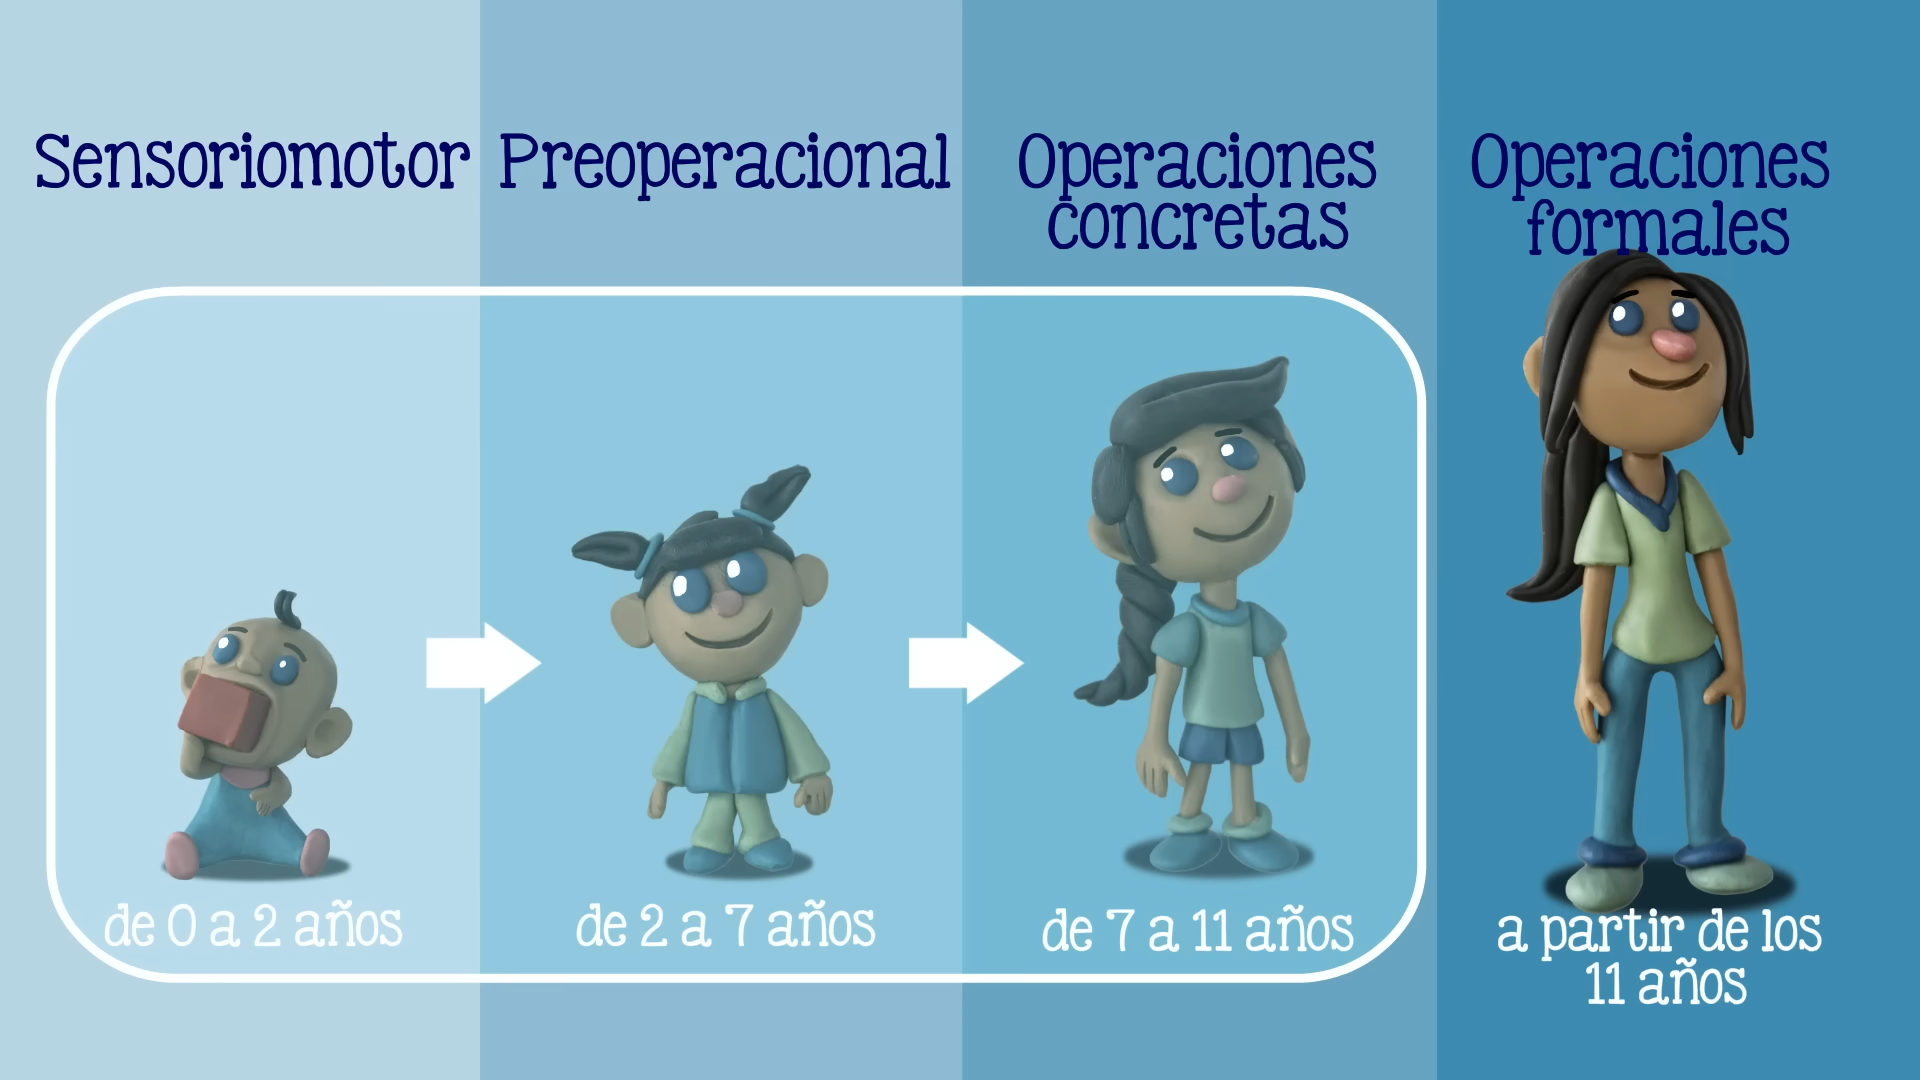 Sensoriomotor
Preoperacional
Operaciones
concretas
Operaciones
formales
de 0 a 2 años
de 2 a 7 años
de 7 a 11 años
a partir de los
11 años